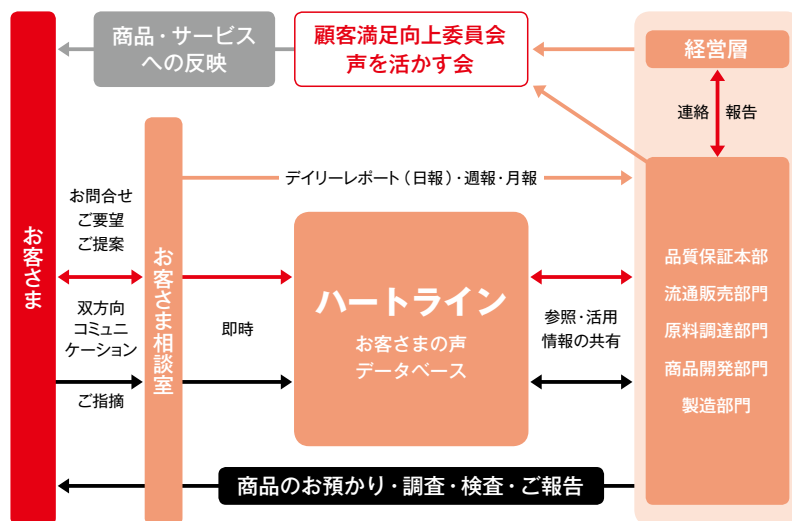 商品・サービス
への反映
顧客満足向上委員会
声を活かす会
経営層
連絡
報告
デイリーレポート（日報）・週報・月報
お客さま
お問合せ
ご要望
ご提案
双方向
コミュニ
ケーション
ご指摘
お客さま相談室
即時
ハートライン
お客さまの声
データベース
参照・活用
情報の共有
品質保証本部
流通販売部門
原料調達部門
商品開発部門
製造部門
商品のお預かり・調査・検査・ご報告